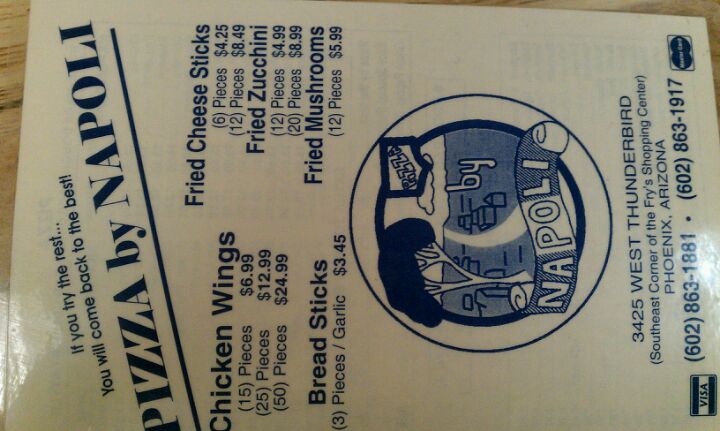 If you try the rest...
You will come back to the best!
PIZZA by NAPOLI
Chicken Wings
(15) Pieces $6.99
(25) Pieces $12.99
(50) Pieces $24.99
Bread Sticks
(3) Pieces / Garlic $3.45
Fried Cheese Sticks
(6) Pieces $4.25
(12) Pieces $8.49
Fried Zucchini
(12) Pieces $4.99
(20) Pieces $8.99
Fried Mushrooms
(12) Pieces $5.99
PIZZA
by
NAPOLI
3425 WEST THUNDERBIRD
(Southeast Corner of the Fry's Shopping Center)
PHOENIX, ARIZONA
(602) 863-1881 • (602) 863-1917
VISA
MasterCard